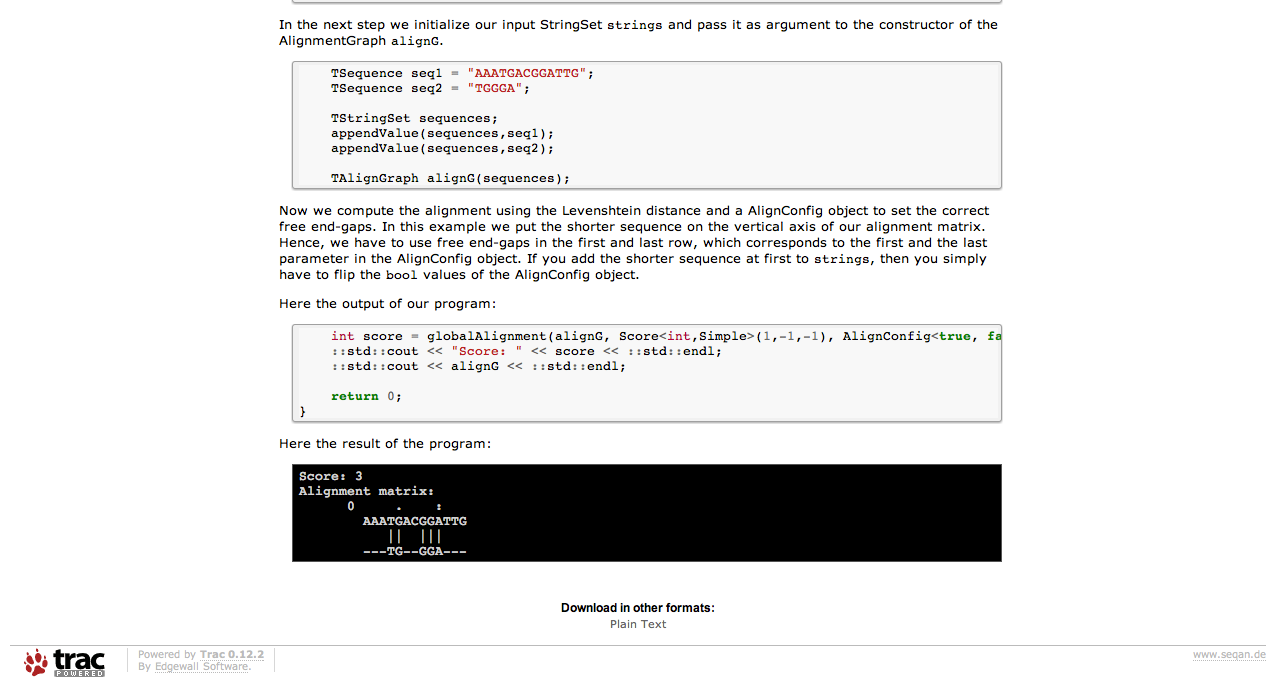 In the next step we initialize our input StringSet strings and pass it as argument to the constructor of the
AlignmentGraph alignG.
TSequence seq1 = "AAATGACGGATTG";
TSequence seq2 = "TGGGA";
TStringSet sequences;
appendValue(sequences,seq1);
appendValue(sequences,seq2);
TAlignGraph alignG(sequences);
Now we compute the alignment using the Levenshtein distance and a AlignConfig object to set the correct
free end-gaps. In this example we put the shorter sequence on the vertical axis of our alignment matrix.
Hence, we have to use free end-gaps in the first and last row, which corresponds to the first and the last
parameter in the AlignConfig object. If you add the shorter sequence at first to strings, then you simply
have to flip the bool values of the AlignConfig object.
Here the output of our program:
int score = globalAlignment(alignG, Score<int,Simple>(1,-1,-1), AlignConfig<true, fa
::std::cout << "Score: " << score << ::std::endl;
::std::cout << alignG << ::std::endl;
return 0;
}
Here the result of the program:
Score: 3
Alignment matrix:
0     .    :
AAATGACGGATTG
   ||  |||
---TG--GGA---
Download in other formats:
Plain Text
trac
POWERED
Powered by Trac 0.12.2
By Edgewall Software.
www.seqan.de